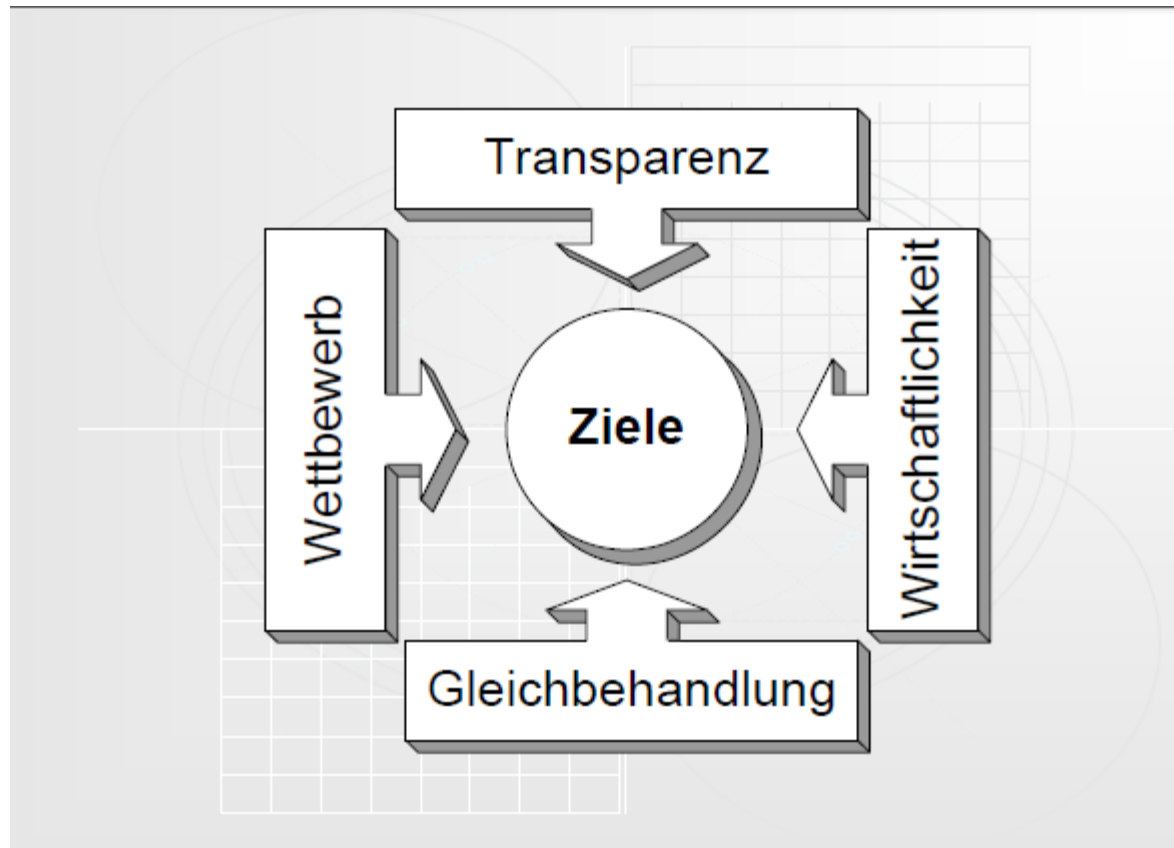 Transparenz
Wettbewerb
Ziele
Wirtschaftlichkeit
Gleichbehandlung